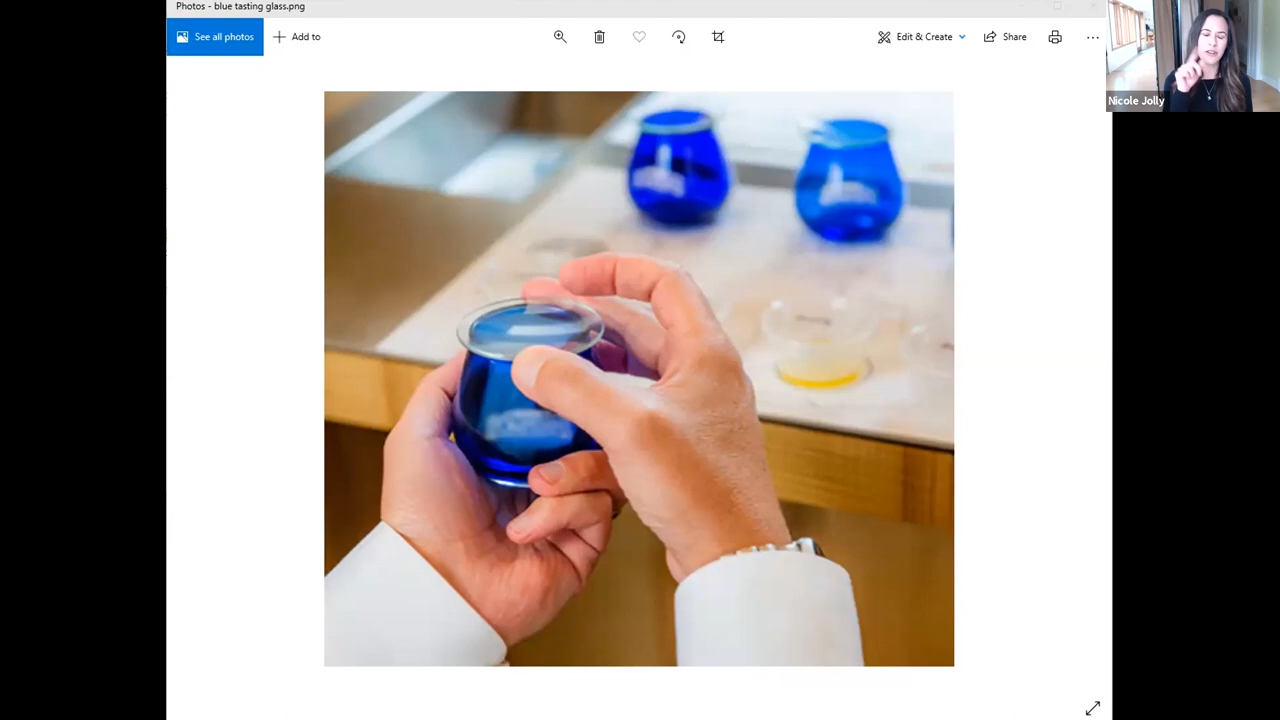 Photos - blue tasting glass.png
See all photos
Add to
Edit & Create
Share
Nicole Jolly